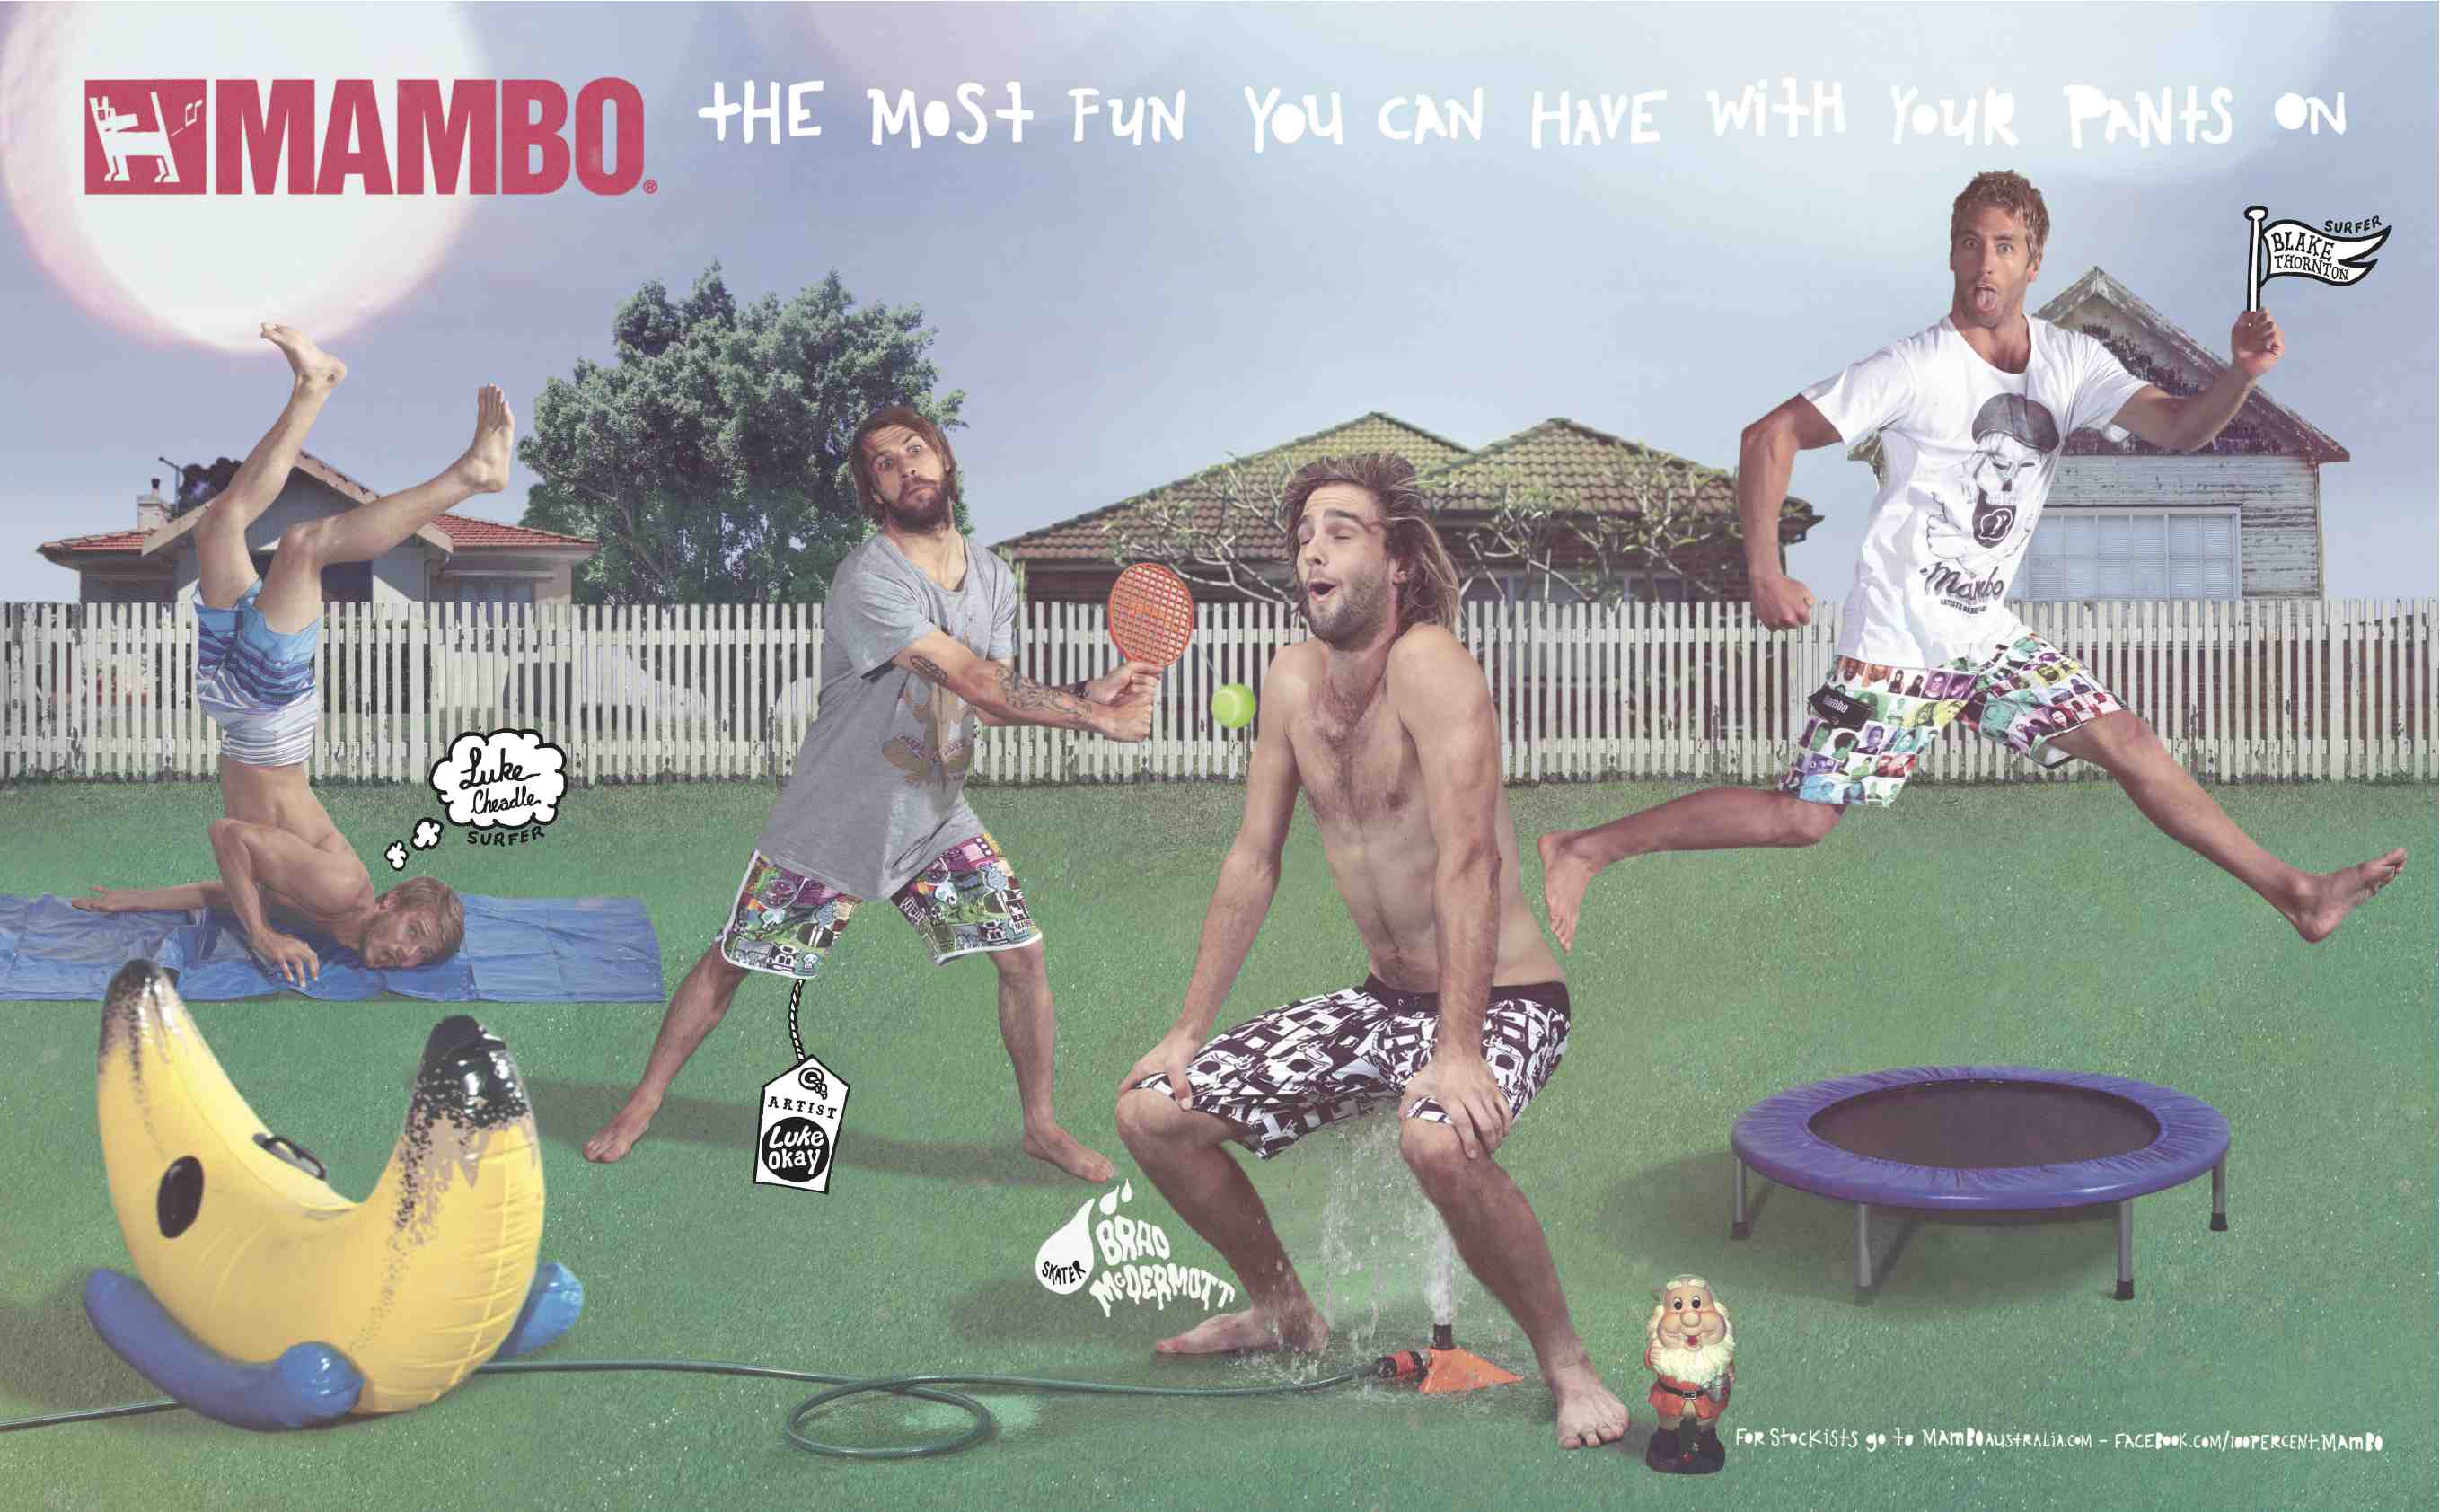 MAMBO®
THE MOST FUN YOU CAN HAVE WITH YOUR PANTS ON
SURFER
BLAKE
THORNTON
Mambo
Mambo
Luke
Cheadle
SURFER
ARTIST
Luke
Okay
SKATER
BRAD
McDERMOTT
FOR STOCKISTS go to MAMBOAUSTRALIA.COM – FACEBOOK.COM/100PERCENTMAMBO